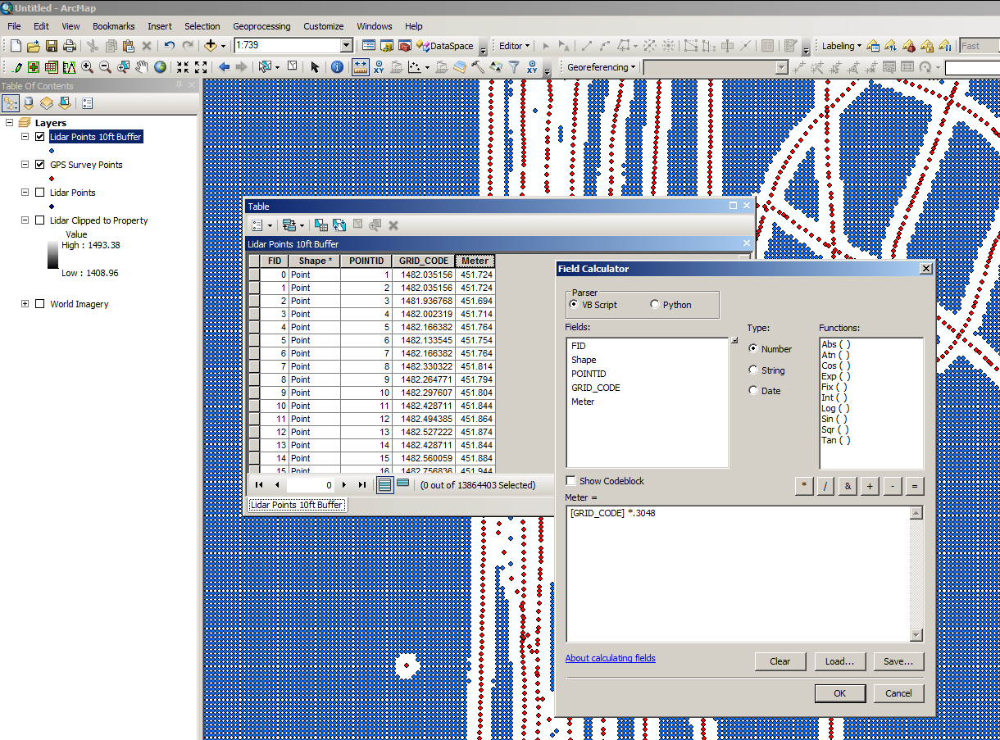 Untitled - ArcMap
File Edit View Bookmarks Insert Selection Geoprocessing Customize Windows Help
1:739 DataSpace Editor Labeling Fast
XY XY Georeferencing
Table Of Contents
Layers
Lidar Points 10ft Buffer
GPS Survey Points
Lidar Points
Lidar Clipped to Property
Value
High : 1493.38
Low : 1408.96
World Imagery
Table
Lidar Points 10ft Buffer
FID Shape * POINTID GRID_CODE Meter
0 Point 1 1482.035156 451.724
1 Point 2 1482.035156 451.724
2 Point 3 1481.936768 451.694
3 Point 4 1482.002319 451.714
4 Point 5 1482.166382 451.764
5 Point 6 1482.133545 451.754
6 Point 7 1482.166382 451.764
7 Point 8 1482.330322 451.814
8 Point 9 1482.264771 451.794
9 Point 10 1482.297607 451.804
10 Point 11 1482.428711 451.844
11 Point 12 1482.494385 451.864
12 Point 13 1482.527222 451.874
13 Point 14 1482.428711 451.844
14 Point 15 1482.560059 451.884
15 Point 16 1482.756836 451.944
0 (0 out of 13864403 Selected)
Lidar Points 10ft Buffer
Field Calculator
Parser
VB Script Python
Fields:
FID
Shape
POINTID
GRID_CODE
Meter
Type:
Number
String
Date
Functions:
Abs ( )
Atn ( )
Cos ( )
Exp ( )
Fix ( )
Int ( )
Log ( )
Sin ( )
Sqr ( )
Tan ( )
Show Codeblock
* / & + - =
Meter =
[GRID_CODE] *.3048
About calculating fields
Clear Load... Save...
OK Cancel